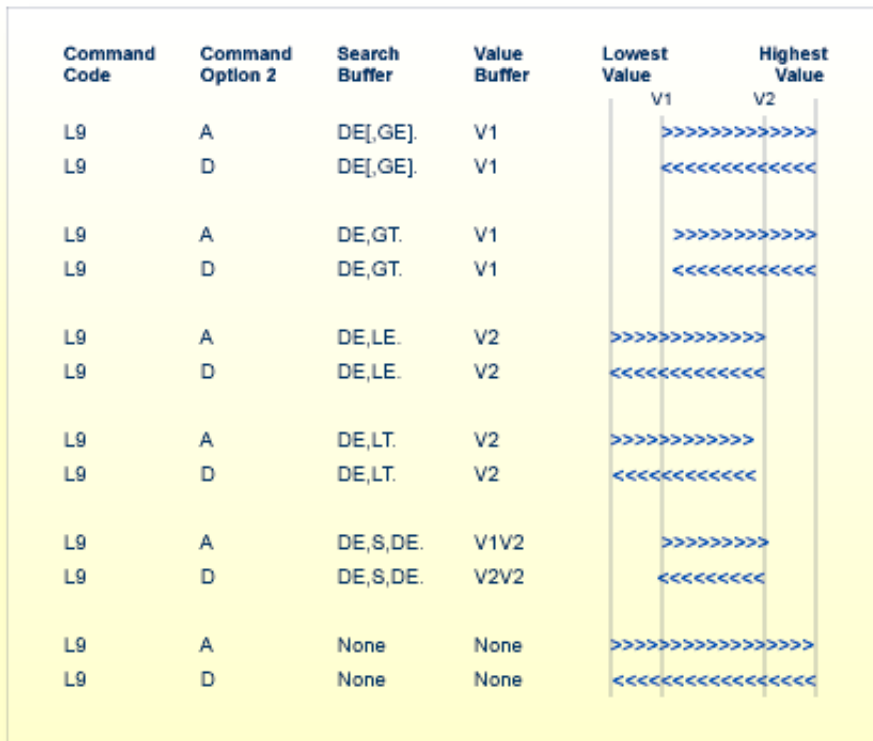 Command Command Search Value Lowest Highest
Code Option 2 Buffer Buffer Value Value
V1 V2
L9 A DE[,GE]. V1 >>>>>>>>>>>>>
L9 D DE[,GE]. V1 <<<<<<<<<<<<<
L9 A DE,GT. V1 >>>>>>>>>>>>
L9 D DE,GT. V1 <<<<<<<<<<<<
L9 A DE,LE. V2 >>>>>>>>>>>>>
L9 D DE,LE. V2 <<<<<<<<<<<<<
L9 A DE,LT. V2 >>>>>>>>>>>>
L9 D DE,LT. V2 <<<<<<<<<<<<
L9 A DE,S,DE. V1V2 >>>>>>>>>
L9 D DE,S,DE. V2V2 <<<<<<<<<
L9 A None None >>>>>>>>>>>>>>>>>
L9 D None None <<<<<<<<<<<<<<<<<